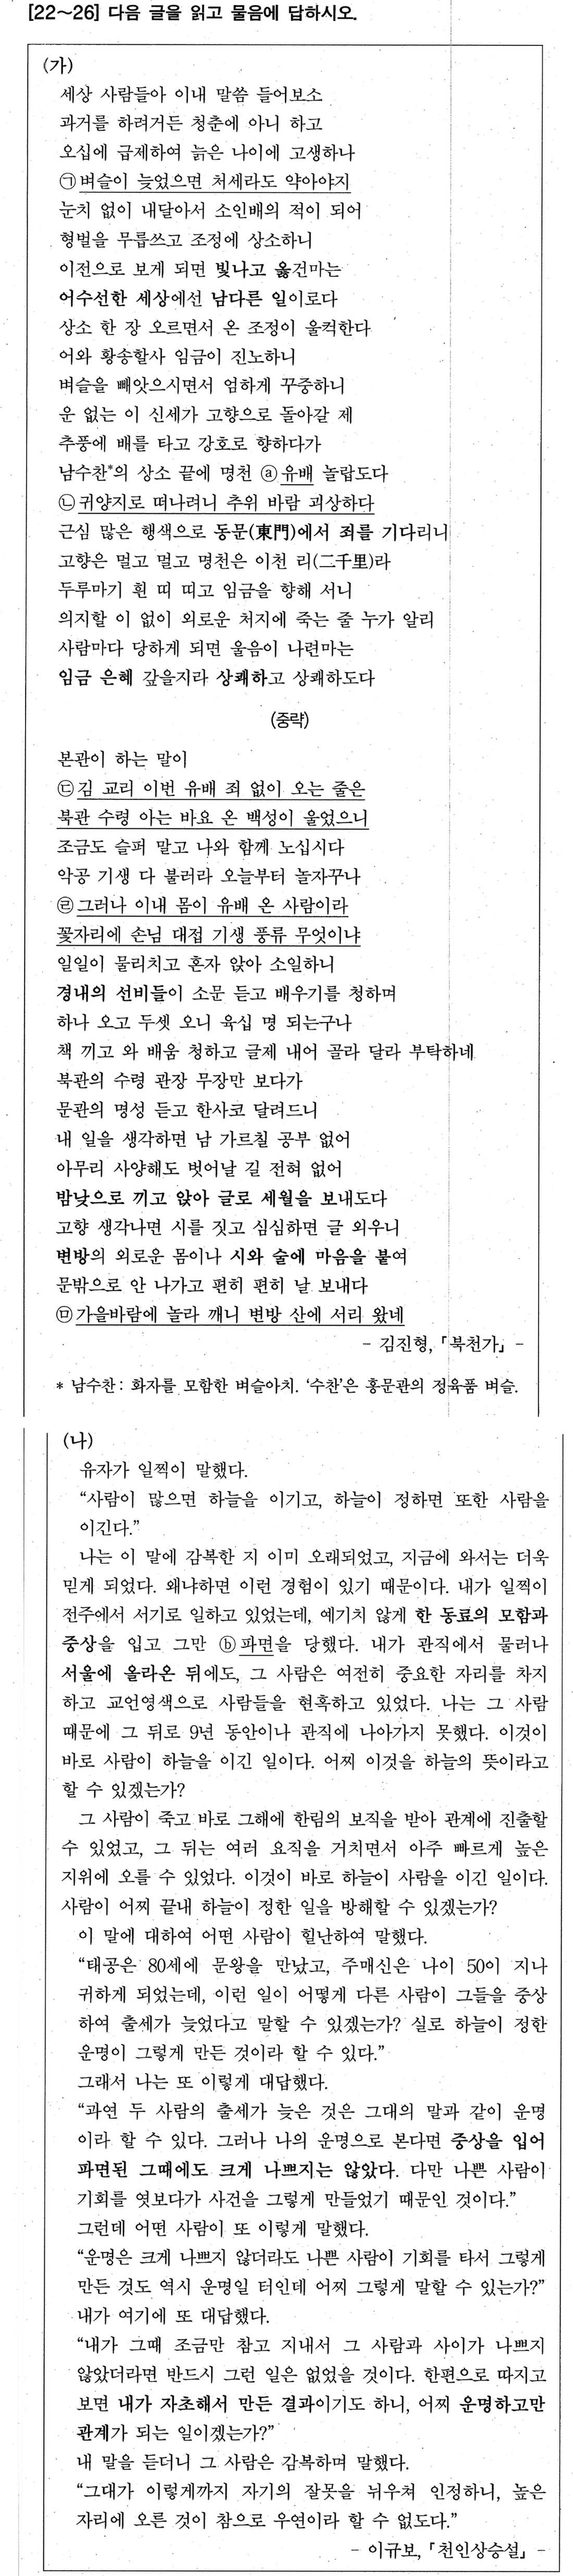 [22~26] 다음 글을 읽고 물음에 답하시오.
(가)
세상 사람들아 이내 말씀 들어보소
과거를 하려거든 청춘에 아니 하고
오십에 급제하여 늙은 나이에 고생하나
㉠벼슬이 늦었으면 처세라도 약아야지
눈치 없이 내달아서 소인배의 적이 되어
형벌을 무릅쓰고 조정에 상소하니
이전으로 보게 되면 빛나고 옳건마는
어수선한 세상에선 남다른 일이로다
상소 한 장 오르면서 온 조정이 울컥한다
어와 황송할사 임금이 진노하니
벼슬을 빼앗으시면서 엄하게 꾸중하니
운 없는 이 신세가 고향으로 돌아갈 제
추풍에 배를 타고 강호로 향하다가
남수찬*의 상소 끝에 명천 ⓐ유배 놀랍도다
㉡귀양지로 떠나려니 추위 바람 괴상하다
근심 많은 행색으로 동문(東門)에서 죄를 기다리니
고향은 멀고 멀고 명천은 이천 리(二千里)라
두루마기 흰 띠 띠고 임금을 향해 서니
의지할 이 없이 외로운 처지에 죽는 줄 누가 알리
사람마다 당하게 되면 울음이 나련마는
임금 은혜 갚을지라 상쾌하고 상쾌하도다
(중략)
본관이 하는 말이
㉢김 교리 이번 유배 죄 없이 오는 줄은
북관 수령 아는 바요 온 백성이 울었으니
조금도 슬퍼 말고 나와 함께 노십시다
악공 기생 다 불러라 오늘부터 놀자꾸나
㉣그러나 이내 몸이 유배 온 사람이라
꽃자리에 손님 대접 기생 풍류 무엇이냐
일일이 물리치고 혼자 앉아 소일하니
경내의 선비들이 소문 듣고 배우기를 청하며
하나 오고 두셋 오니 육십 명 되는구나
책 끼고 와 배움 청하고 글제 내어 골라 달라 부탁하네
북관의 수령 관장 무장만 보다가
문관의 명성 듣고 한사코 달려드니
내 일을 생각하면 남 가르칠 공부 없어
아무리 사양해도 벗어날 길 전혀 없어
밤낮으로 끼고 앉아 글로 세월을 보내도다
고향 생각나면 시를 짓고 심심하면 글 외우니
변방의 외로운 몸이나 시와 술에 마음을 붙여
문밖으로 안 나가고 편히 편히 날 보내다
㉤가을바람에 놀라 깨니 변방 산에 서리 왔네
- 김진형, 「북천가」 -
* 남수찬 : 화자를 모함한 벼슬아치. ‘수찬’은 홍문관의 정육품 벼슬.
(나)
유자가 일찍이 말했다.
“사람이 많으면 하늘을 이기고, 하늘이 정하면 또한 사람을
이긴다.”
나는 이 말에 감복한 지 이미 오래되었고, 지금에 와서는 더욱
믿게 되었다. 왜냐하면 이런 경험이 있기 때문이다. 내가 일찍이
전주에서 서기로 일하고 있었는데, 예기치 않게 한 동료의 모함과
중상을 입고 그만 ⓑ파면을 당했다. 내가 관직에서 물러나
서울에 올라온 뒤에도, 그 사람은 여전히 중요한 자리를 차지
하고 교언영색으로 사람들을 현혹하고 있었다. 나는 그 사람
때문에 그 뒤로 9년 동안이나 관직에 나아가지 못했다. 이것이
바로 사람이 하늘을 이긴 일이다. 어찌 이것을 하늘의 뜻이라고
할 수 있겠는가?
그 사람이 죽고 바로 그해에 한림의 보직을 받아 관계에 진출할
수 있었고, 그 뒤는 여러 요직을 거치면서 아주 빠르게 높은
지위에 오를 수 있었다. 이것이 바로 하늘이 사람을 이긴 일이다.
사람이 어찌 끝내 하늘이 정한 일을 방해할 수 있겠는가?
이 말에 대하여 어떤 사람이 힐난하여 말했다.
“태공은 80세에 문왕을 만났고, 주매신은 나이 50이 지나
귀하게 되었는데, 이런 일이 어떻게 다른 사람이 그들을 중상
하여 출세가 늦었다고 말할 수 있겠는가? 실로 하늘이 정한
운명이 그렇게 만든 것이라 할 수 있다.”
그래서 나는 또 이렇게 대답했다.
“과연 두 사람의 출세가 늦은 것은 그대의 말과 같이 운명
이라 할 수 있다. 그러나 나의 운명으로 본다면 중상을 입어
파면된 그때에도 크게 나쁘지는 않았다. 다만 나쁜 사람이
기회를 엿보다가 사건을 그렇게 만들었기 때문인 것이다.”
그런데 어떤 사람이 또 이렇게 말했다.
“운명은 크게 나쁘지 않더라도 나쁜 사람이 기회를 타서 그렇게
만든 것도 역시 운명일 터인데 어찌 그렇게 말할 수 있는가?”
내가 여기에 또 대답했다.
“내가 그때 조금만 참고 지내서 그 사람과 사이가 나쁘지
않았더라면 반드시 그런 일은 없었을 것이다. 한편으로 따지고
보면 내가 자초해서 만든 결과이기도 하니, 어찌 운명하고만
관계가 되는 일이겠는가?”
내 말을 듣더니 그 사람은 감복하며 말했다.
“그대가 이렇게까지 자기의 잘못을 뉘우쳐 인정하니, 높은
자리에 오른 것이 참으로 우연이라 할 수 없도다.”
- 이규보, 「천인상승설」 -